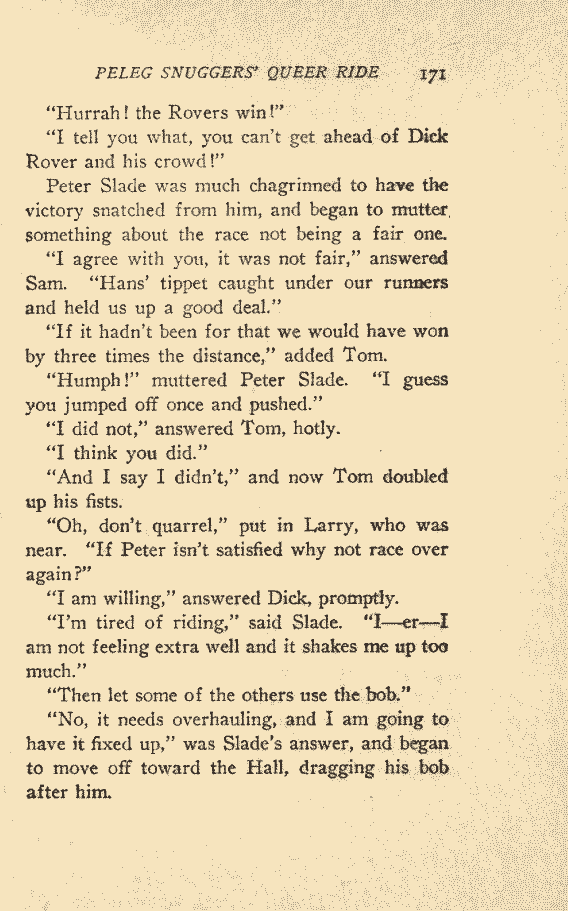 PELEG SNUGGERS' QUEER RIDE 171
“Hurrah! the Rovers win!”
“I tell you what, you can't get ahead of Dick
Rover and his crowd!”
Peter Slade was much chagrinned to have the
victory snatched from him, and began to mutter
something about the race not being a fair one.
“I agree with you, it was not fair,” answered
Sam. “Hans' tippet caught under our runners
and held us up a good deal.”
“If it hadn't been for that we would have won
by three times the distance,” added Tom.
“Humph!” muttered Peter Slade. “I guess
you jumped off once and pushed.”
“I did not,” answered Tom, hotly.
“I think you did.”
“And I say I didn't,” and now Tom doubled
up his fists.
“Oh, don't quarrel,” put in Larry, who was
near. “If Peter isn't satisfied why not race over
again?”
“I am willing,” answered Dick, promptly.
“I'm tired of riding,” said Slade. “I—er—I
am not feeling extra well and it shakes me up too
much.”
“Then let some of the others use the bob.”
“No, it needs overhauling, and I am going to
have it fixed up,” was Slade's answer, and began
to move off toward the Hall, dragging his bob
after him.